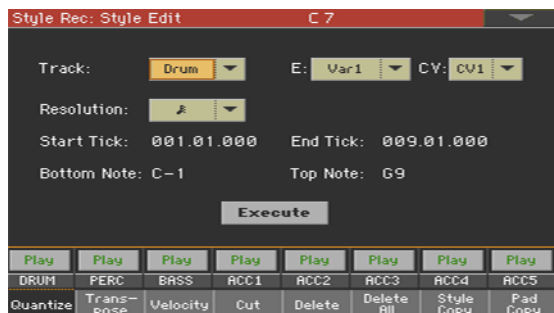 Style Rec: Style Edit C 7
Track: Drum E: Var1 CV: CV1
Resolution:
Start Tick: 001.01.000 End Tick: 009.01.000
Bottom Note: C-1 Top Note: G9
Execute
Play Play Play Play Play Play Play Play
DRUM PERC BASS ACC1 ACC2 ACC3 ACC4 ACC5
Quantize Trans- Velocity Cut Delete Delete Style Pad
pose All Copy Copy